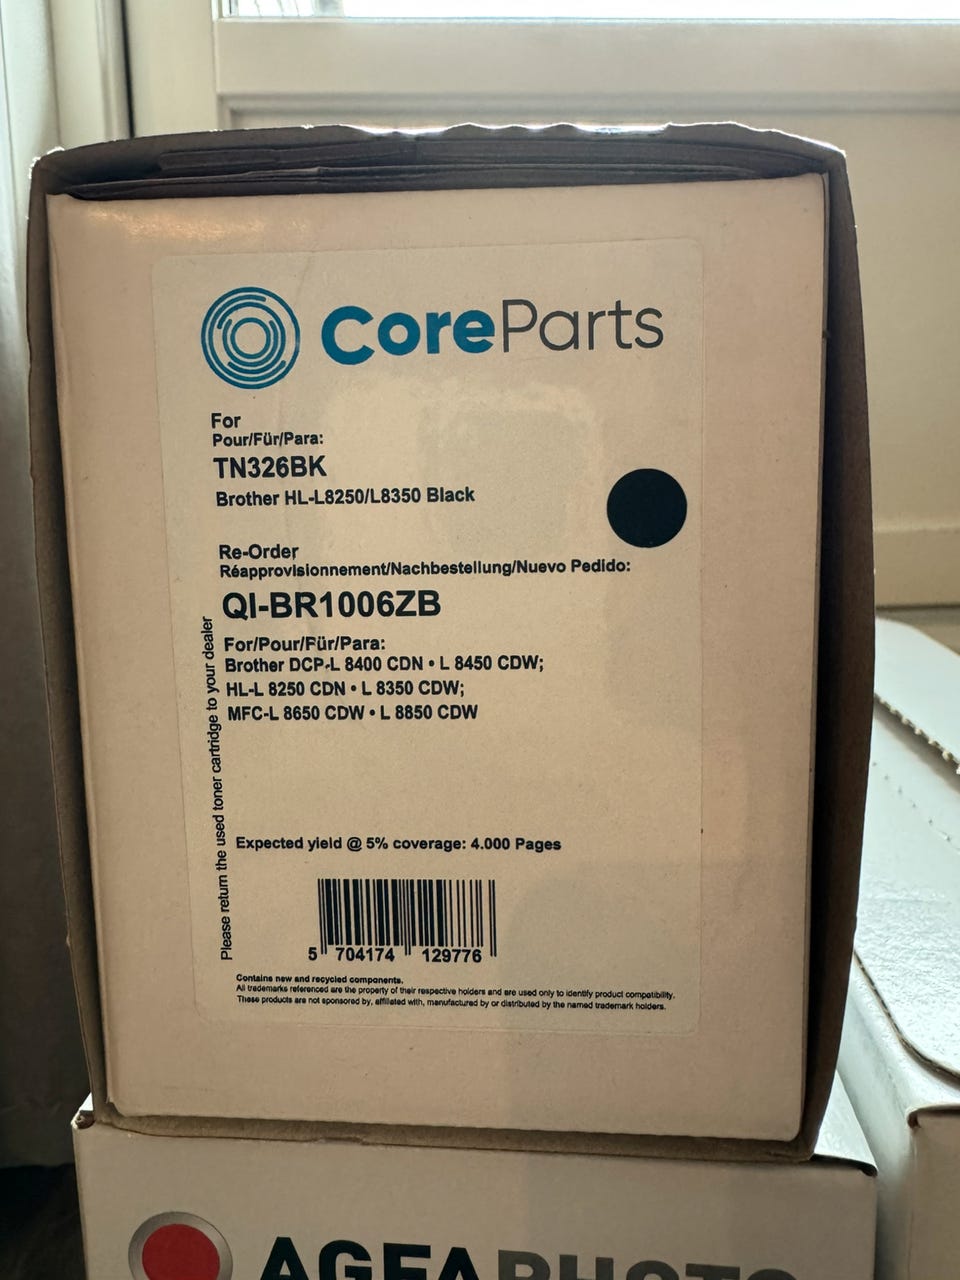 CoreParts
For
Pour/Für/Para:
TN326BK
Brother HL-L8250/L8350 Black
Re-Order
Réapprovisionnement/Nachbestellung/Nuevo Pedido:
QI-BR1006ZB
For/Pour/Für/Para:
Brother DCP-L 8400 CDN • L 8450 CDW;
HL-L 8250 CDN • L 8350 CDW;
MFC-L 8650 CDW • L 8850 CDW
Please return the used toner cartridge to your dealer
Expected yield @ 5% coverage: 4.000 Pages
5 704174 129776
Contains new and recycled components.
All trademarks referenced are the property of their respective holders and are used only to identify product compatibility.
These products are not sponsored by, affiliated with, manufactured by or distributed by the named trademark holders.
AGFAPHOTO